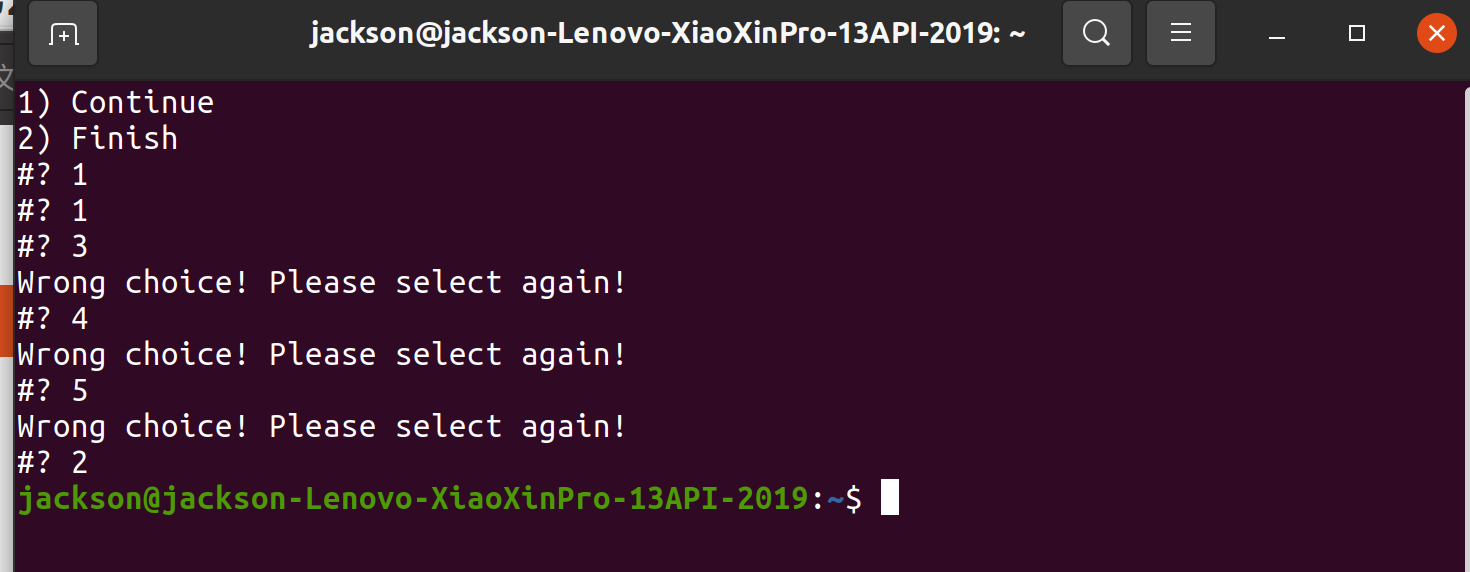 jackson@jackson-Lenovo-XiaoXinPro-13API-2019: ~
文
1) Continue
2) Finish
#? 1
#? 1
#? 3
Wrong choice! Please select again!
#? 4
Wrong choice! Please select again!
#? 5
Wrong choice! Please select again!
#? 2
jackson@jackson-Lenovo-XiaoXinPro-13API-2019:~$